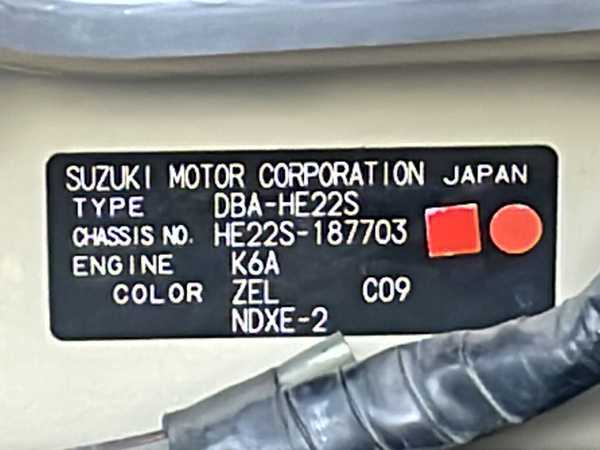 SUZUKI MOTOR CORPORATION JAPAN
TYPE DBA-HE22S
CHASSIS NO. HE22S-187703
ENGINE K6A
COLOR ZEL C09
NDXE-2